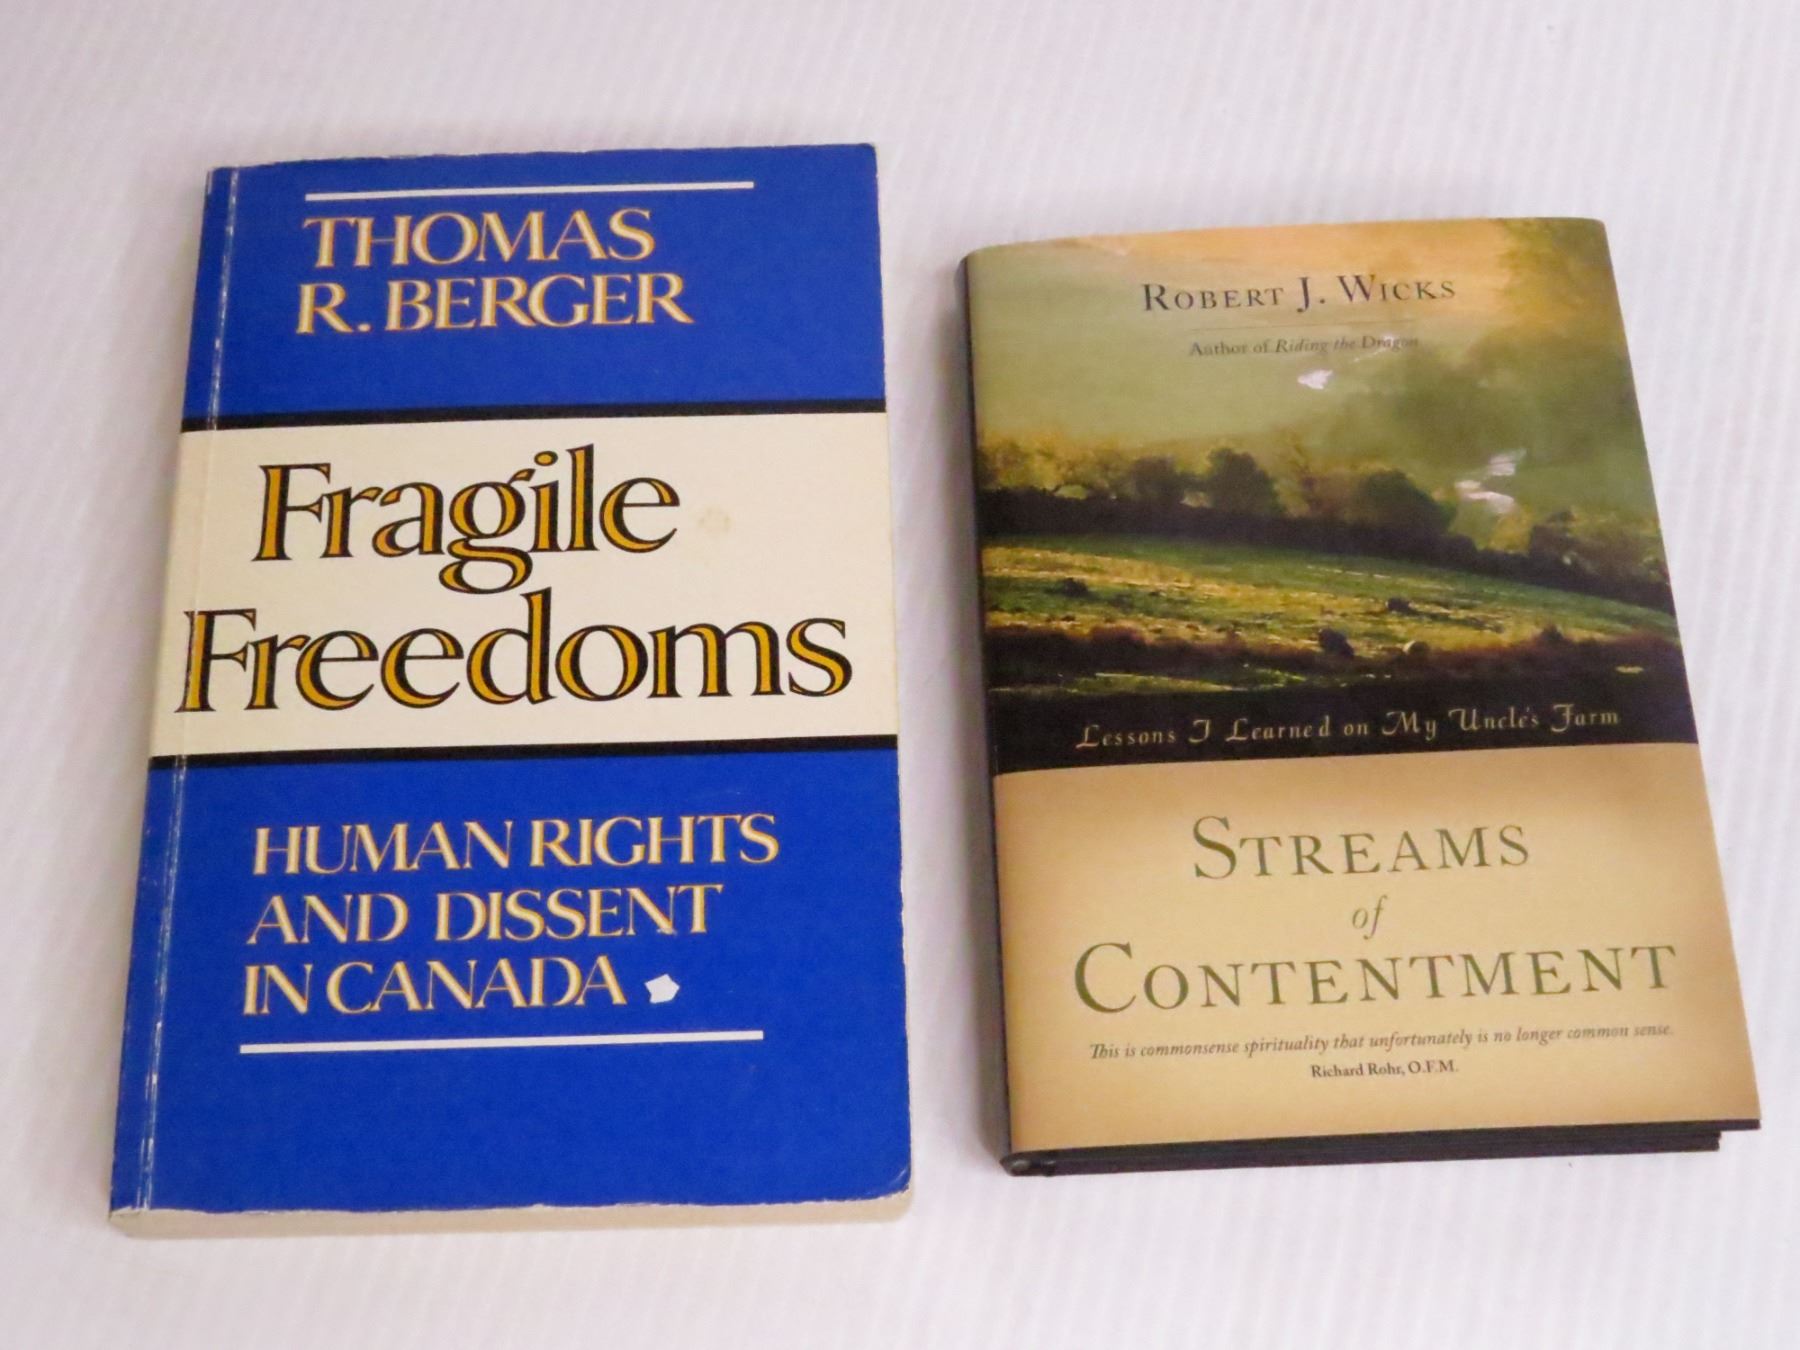 THOMAS
R. BERGER
Fragile
Freedoms
HUMAN RIGHTS
AND DISSENT
IN CANADA
ROBERT J. WICKS
Author of Riding the Dragon
Lessons I Learned on My Uncle's Farm
STREAMS
of
CONTENTMENT
This is commonsense spirituality that unfortunately is no longer common sense.
Richard Rohr, O.F.M.